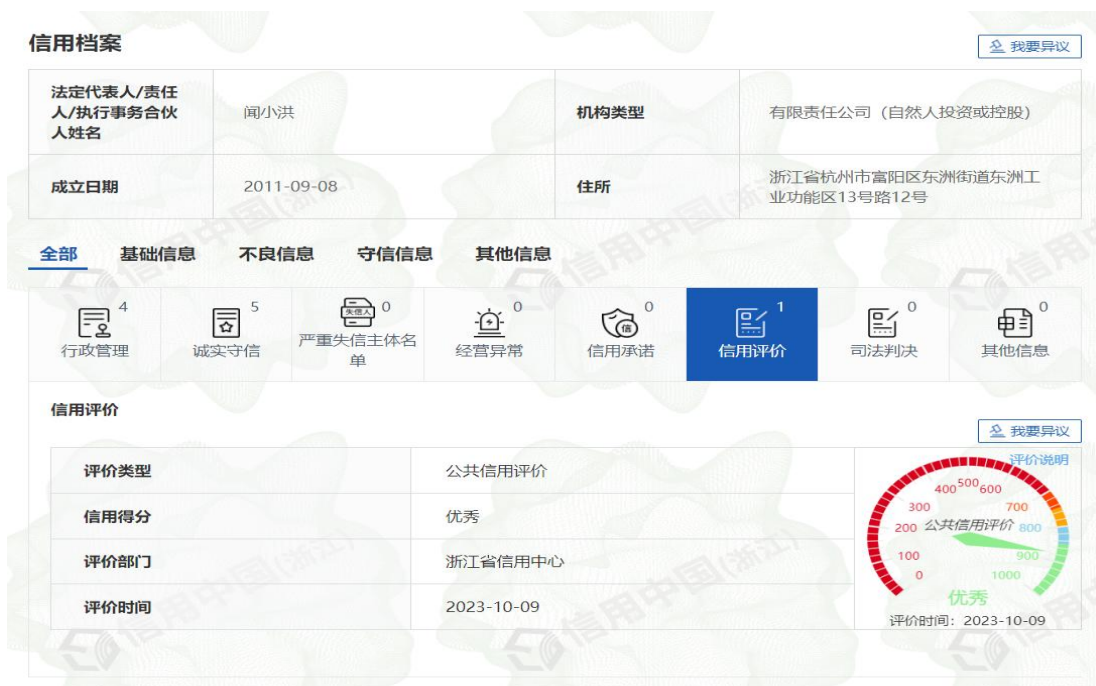 信用档案
我要异议
法定代表人/责任
人/执行事务合伙
人姓名
闻小洪
机构类型
有限责任公司（自然人投资或控股）
成立日期
2011-09-08
住所
浙江省杭州市富阳区东洲街道东洲工
业功能区13号路12号
全部 基础信息 不良信息 守信信息 其他信息
4
行政管理
5
诚实守信
失信人
0
严重失信主体名
单
0
经营异常
信
0
信用承诺
1
信用评价
0
司法判决
0
其他信息
信用评价
我要异议
评价类型
公共信用评价
信用得分
优秀
评价部门
浙江省信用中心
评价时间
2023-10-09
评价说明
0
100
200
300
400
500
600
700
800
900
1000
公共信用评价
优秀
评价时间：2023-10-09
信用中国(浙江)